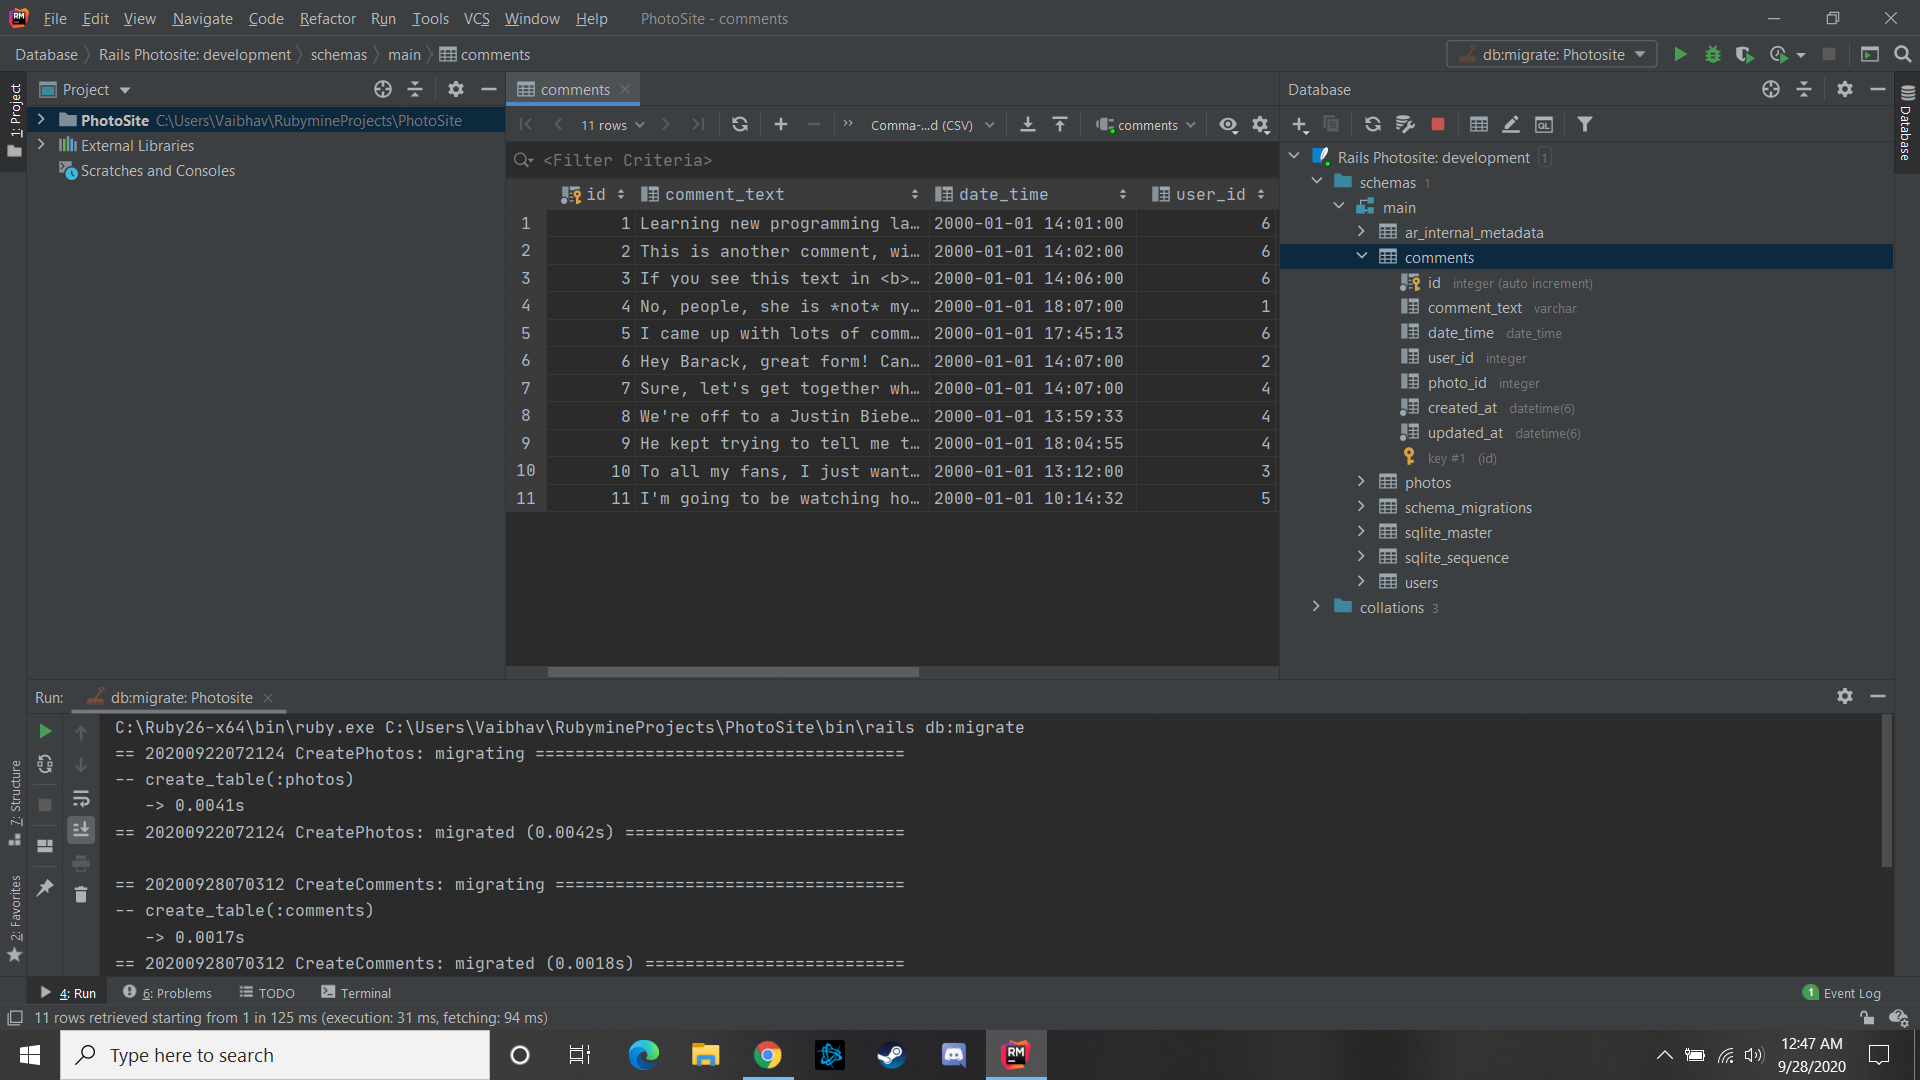 File Edit View Navigate Code Refactor Run Tools VCS Window Help PhotoSite - comments
Database Rails Photosite: development schemas main comments db:migrate: Photosite
1: Project
Project
PhotoSite C:\Users\Vaibhav\RubymineProjects\PhotoSite
External Libraries
Scratches and Consoles
comments
11 rows Comma-...d (CSV) comments
<Filter Criteria>
id comment_text date_time user_id
1 1 Learning new programming la… 2000-01-01 14:01:00 6
2 2 This is another comment, wi… 2000-01-01 14:02:00 6
3 3 If you see this text in <b>… 2000-01-01 14:06:00 6
4 4 No, people, she is *not* my… 2000-01-01 18:07:00 1
5 5 I came up with lots of comm… 2000-01-01 17:45:13 6
6 6 Hey Barack, great form! Can… 2000-01-01 14:07:00 2
7 7 Sure, let's get together wh… 2000-01-01 14:07:00 4
8 8 We're off to a Justin Biebe… 2000-01-01 13:59:33 4
9 9 He kept trying to tell me t… 2000-01-01 18:04:55 4
10 10 To all my fans, I just want… 2000-01-01 13:12:00 3
11 11 I'm going to be watching ho… 2000-01-01 10:14:32 5
Database
Database
QL
Rails Photosite: development 1
schemas 1
main
ar_internal_metadata
comments
id integer (auto increment)
comment_text varchar
date_time date_time
user_id integer
photo_id integer
created_at datetime(6)
updated_at datetime(6)
key #1 (id)
photos
schema_migrations
sqlite_master
sqlite_sequence
users
collations 3
Run: db:migrate: Photosite
C:\Ruby26-x64\bin\ruby.exe C:\Users\Vaibhav\RubymineProjects\PhotoSite\bin\rails db:migrate
== 20200922072124 CreatePhotos: migrating =====================================
-- create_table(:photos)
-> 0.0041s
== 20200922072124 CreatePhotos: migrated (0.0042s) ============================
== 20200928070312 CreateComments: migrating ===================================
-- create_table(:comments)
-> 0.0017s
== 20200928070312 CreateComments: migrated (0.0018s) ==========================
7: Structure
2: Favorites
4: Run 6: Problems TODO Terminal 1 Event Log
11 rows retrieved starting from 1 in 125 ms (execution: 31 ms, fetching: 94 ms)
Type here to search
RM
12:47 AM
9/28/2020